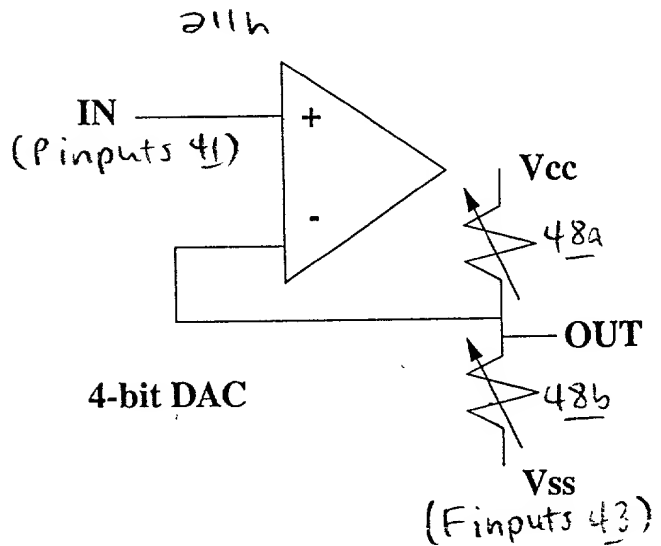 211h
IN
(Pinputs 41)
+
-
Vcc
48a
OUT
4-bit DAC
48b
Vss
(Finputs 43)